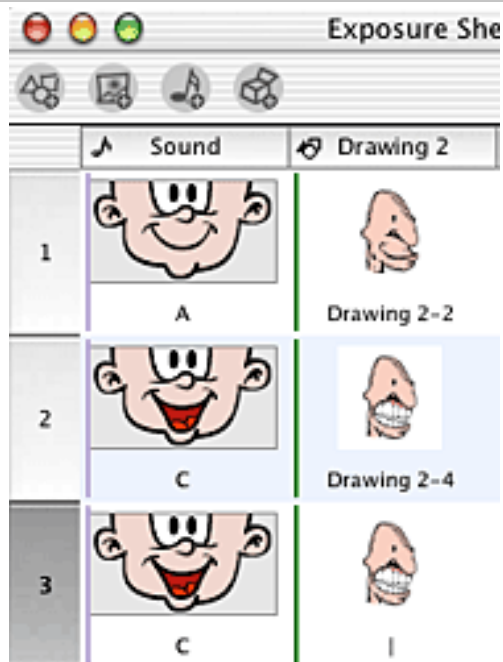 Exposure She
Sound Drawing 2
1
A Drawing 2-2
2
C Drawing 2-4
3
C